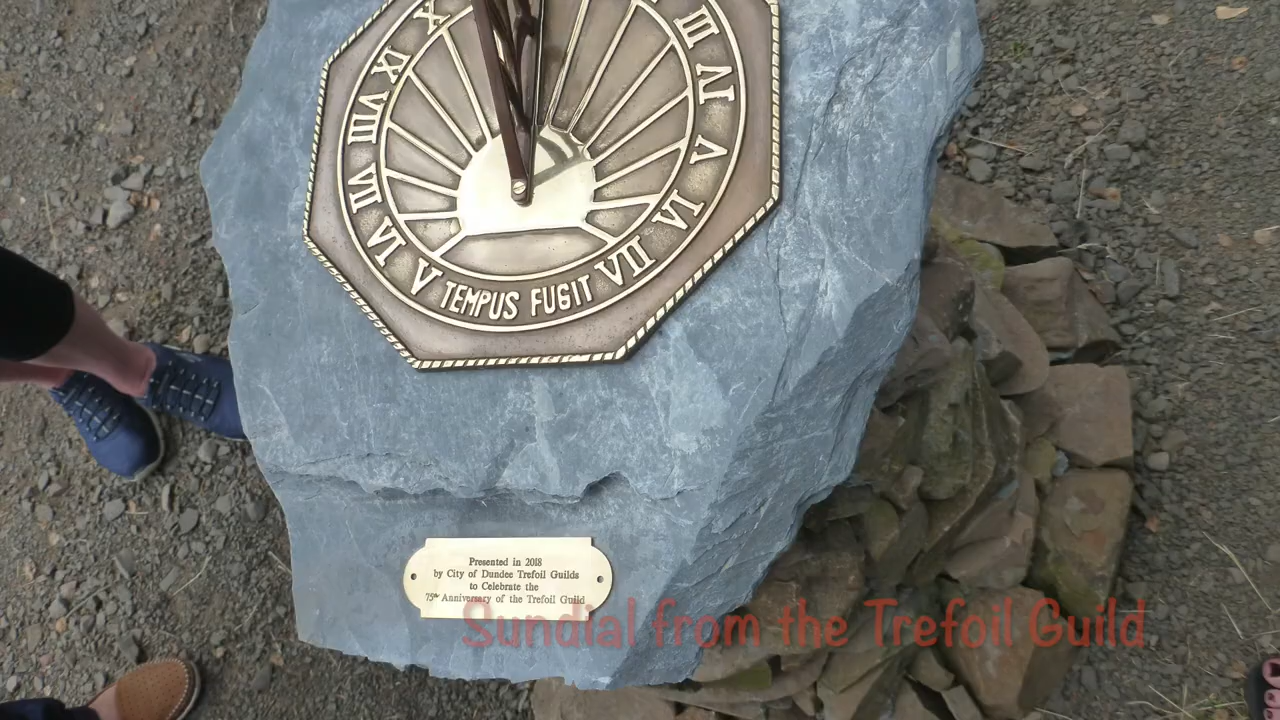 X
IX
VIII
VII
VI
V
TEMPUS FUGIT
VII
VI
V
IV
III
Presented in 2018
by City of Dundee Trefoil Guilds
to Celebrate the
75th Anniversary of the Trefoil Guild
Sundial from the Trefoil Guild